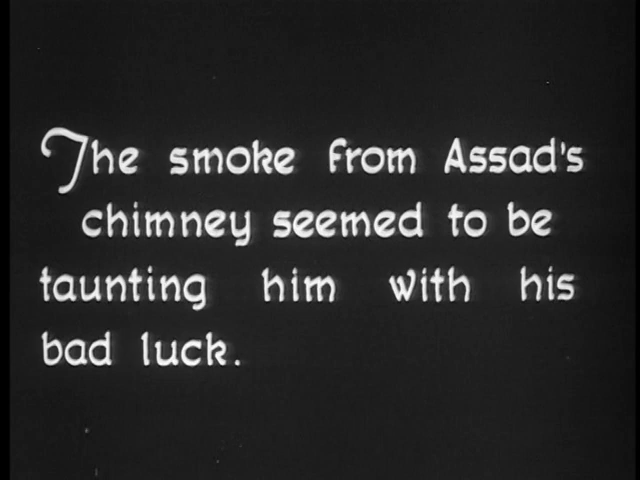 The smoke from Assad's
chimney seemed to be
taunting him with his
bad luck.